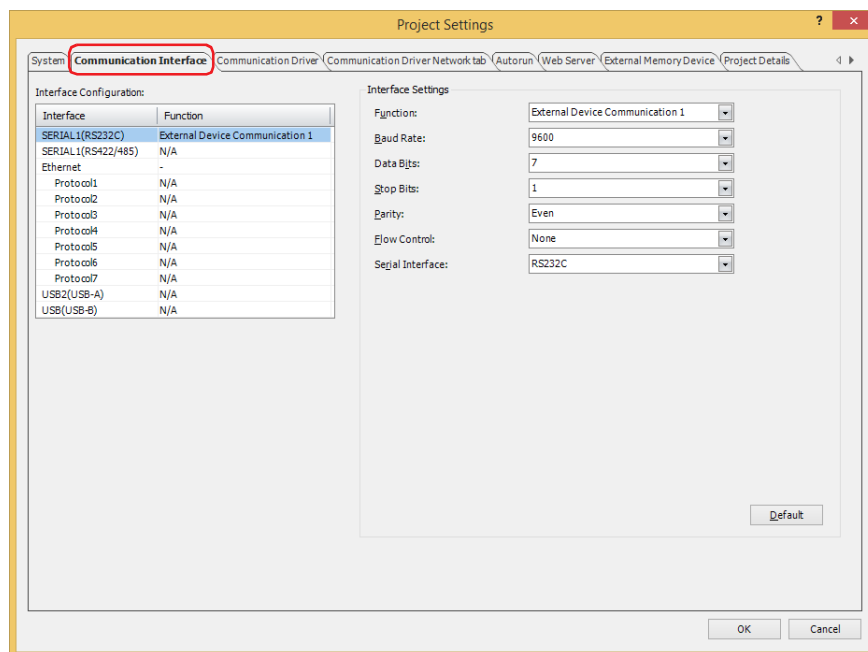 Project Settings
?
×
System Communication Interface Communication Driver Communication Driver Network tab Autorun Web Server External Memory Device Project Details
Interface Configuration:
Interface Function
SERIAL1(RS232C) External Device Communication 1
SERIAL1(RS422/485) N/A
Ethernet -
Protocol1 N/A
Protocol2 N/A
Protocol3 N/A
Protocol4 N/A
Protocol5 N/A
Protocol6 N/A
Protocol7 N/A
USB2(USB-A) N/A
USB(USB-B) N/A
Interface Settings
Function: External Device Communication 1
Baud Rate: 9600
Data Bits: 7
Stop Bits: 1
Parity: Even
Flow Control: None
Serial Interface: RS232C
Default
OK Cancel